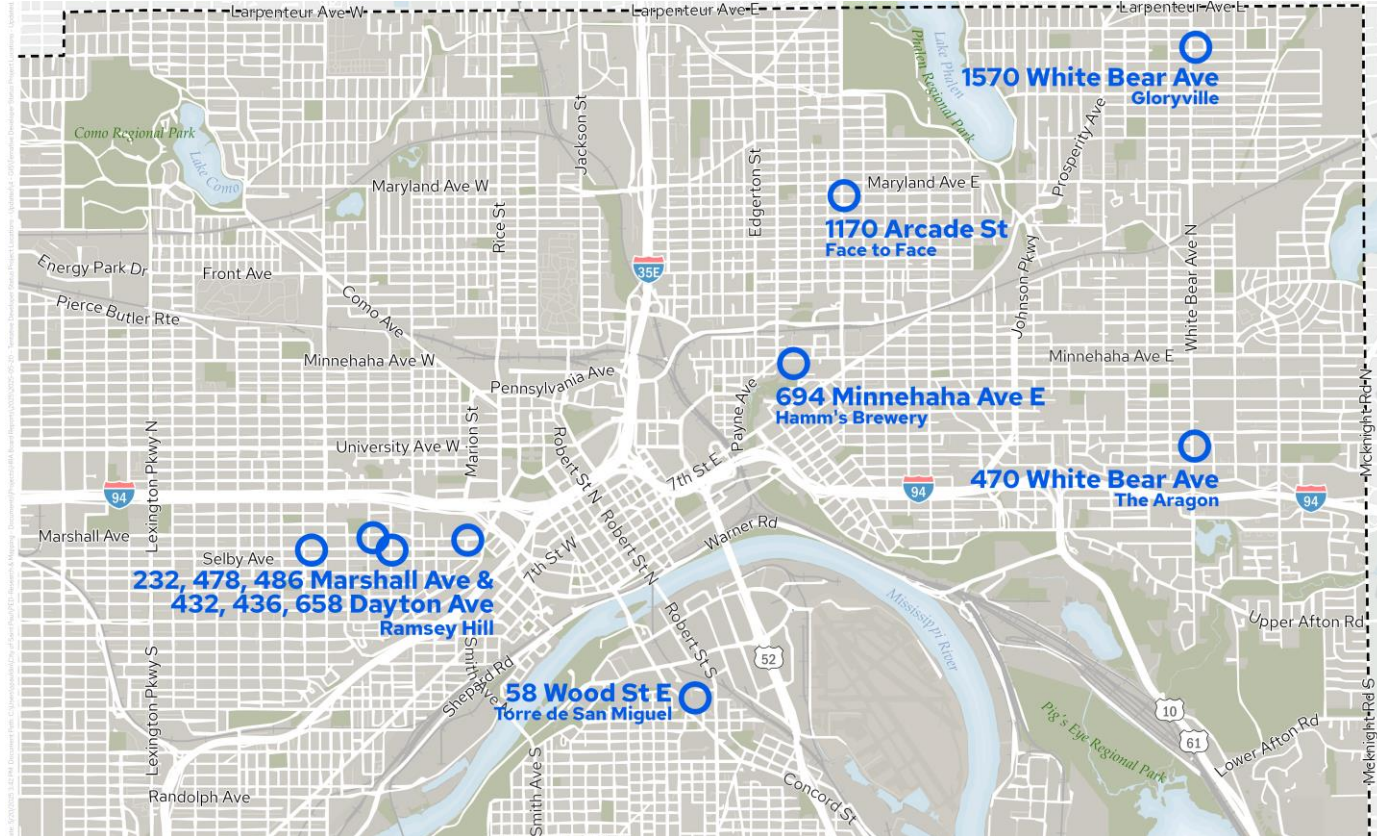 Larpenteur Ave W
Larpenteur Ave E
Larpenteur Ave E
Lake Phalen
Phalen Regional Park
1570 White Bear Ave
Gloryville
Prosperity Ave
Jackson St
Como Regional Park
Lake Como
Maryland Ave W
Edgerton St
Maryland Ave E
Rice St
1170 Arcade St
Face to Face
White Bear Ave N
Johnson Pkwy
Energy Park Dr
Front Ave
35E
Pierce Butler Rte
Como Ave
Minnehaha Ave W
Minnehaha Ave E
Pennsylvania Ave
Payne Ave
694 Minnehaha Ave E
Hamm's Brewery
Mcknight Rd N
Marion St
University Ave W
Lexington Pkwy N
Robert St N
7th St E
470 White Bear Ave
The Aragon
94
94
94
Marshall Ave
Selby Ave
7th St W
Robert St N
Warner Rd
232, 478, 486 Marshall Ave &
432, 436, 658 Dayton Ave
Ramsey Hill
Mississippi River
Upper Afton Rd
Lexington Pkwy S
Smith Ave N
Shepard Rd
Robert St S
52
58 Wood St E
Torre de San Miguel
10
61
Pig's Eye Regional Park
Lower Afton Rd
Mcknight Rd S
Randolph Ave
Smith Ave S
Concord St